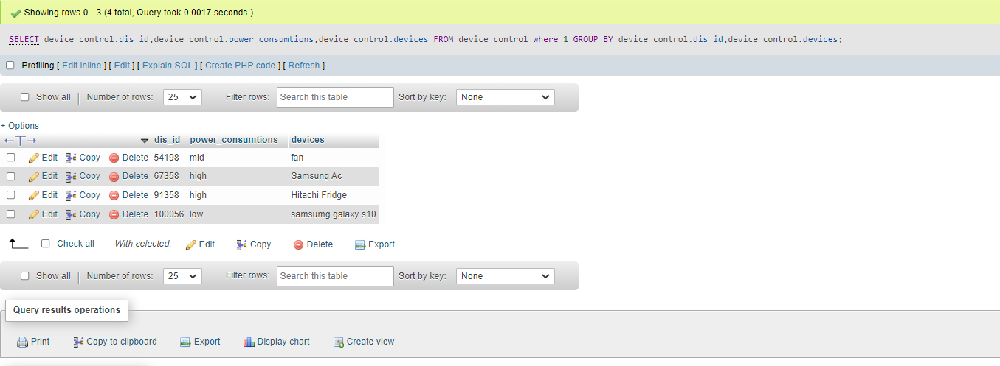 Showing rows 0 - 3 (4 total, Query took 0.0017 seconds.)
SELECT device_control.dis_id,device_control.power_consumtions,device_control.devices FROM device_control where 1 GROUP BY device_control.dis_id,device_control.devices;
Profiling [ Edit inline ] [ Edit ] [ Explain SQL ] [ Create PHP code ] [ Refresh ]
Show all | Number of rows: 25 Filter rows: Search this table Sort by key: None
+ Options
←T→ dis_id power_consumtions devices
Edit Copy Delete 54198 mid fan
Edit Copy Delete 67358 high Samsung Ac
Edit Copy Delete 91358 high Hitachi Fridge
Edit Copy Delete 100056 low samsumg galaxy s10
Check all With selected: Edit Copy Delete Export
Show all | Number of rows: 25 Filter rows: Search this table Sort by key: None
Query results operations
Print Copy to clipboard Export Display chart Create view